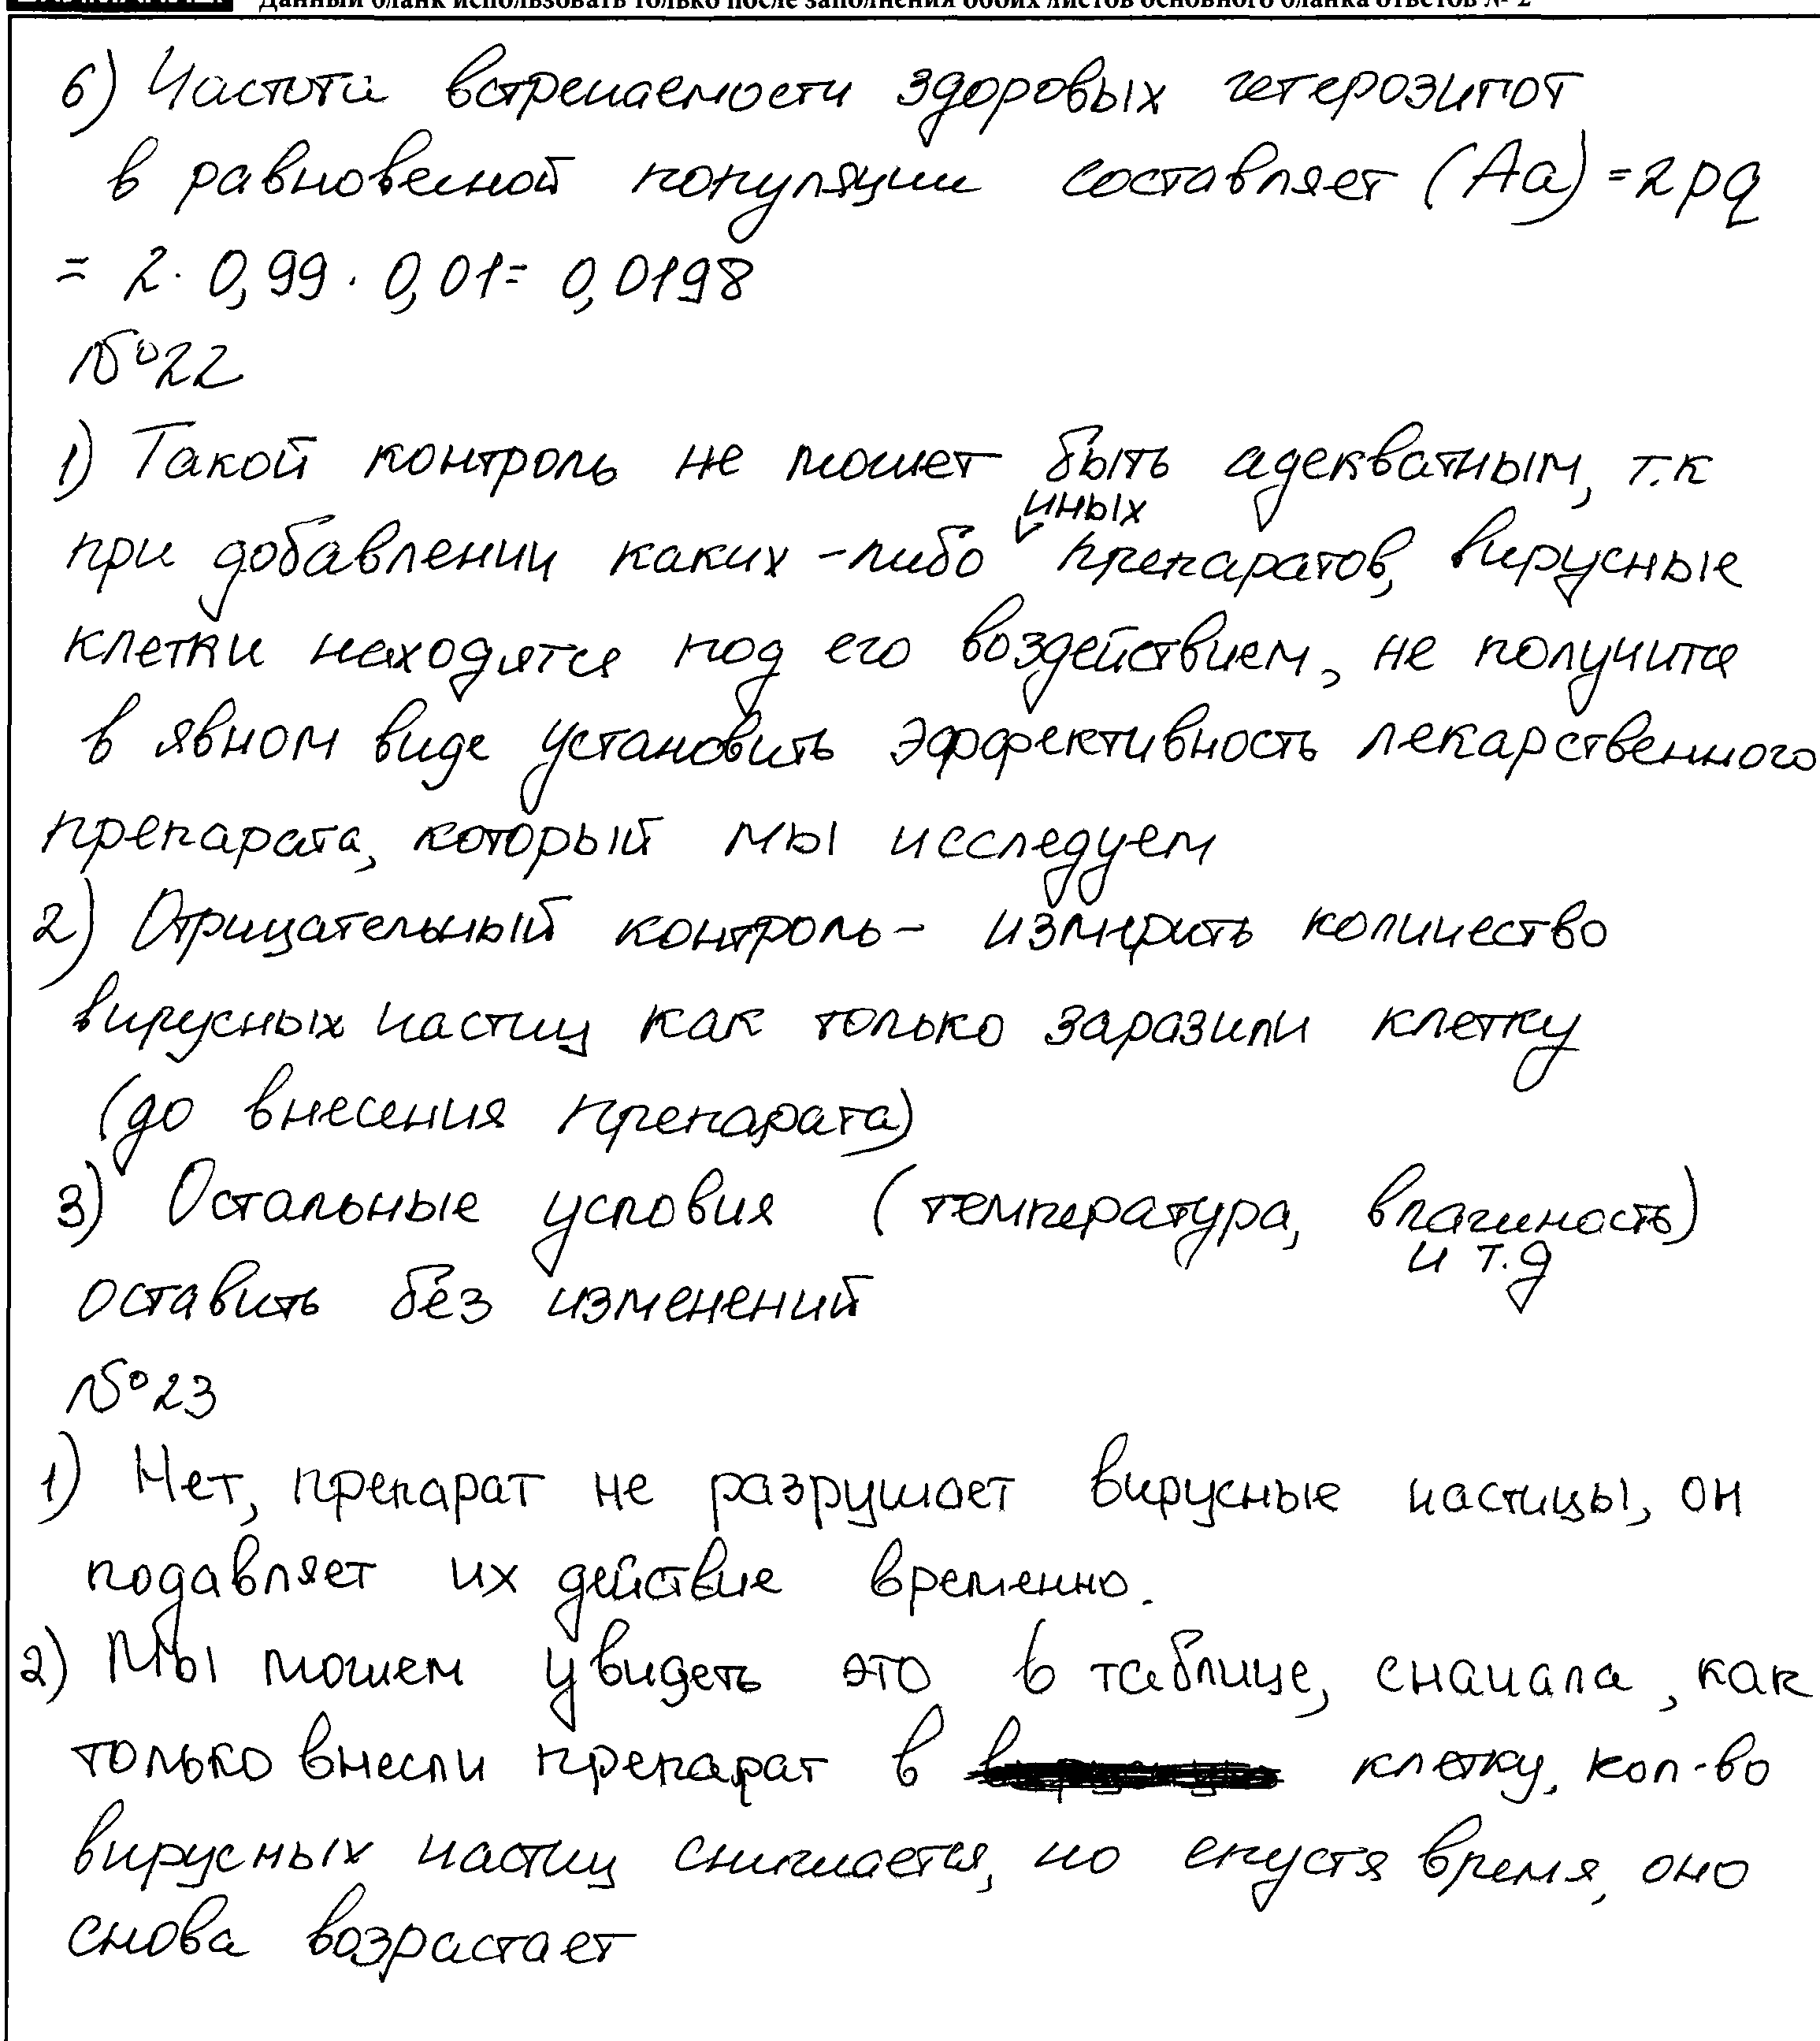 Данный бланк использовать только после заполнения обоих листов основного бланка ответов № 2
6) Частота встречаемости здоровых гетерозигот
в равновесной популяции составляет (Аа) = 2pq
= 2 · 0,99 · 0,01 = 0,0198
№22
1) Такой контроль не может быть адекватным, т.к
иных
при добавлении каких-либо препаратов, вирусные
клетки находятся под его воздействием, не получится
в явном виде установить эффективность лекарственного
препарата, который мы исследуем
2) Отрицательный контроль - измерить количество
вирусных частиц как только заразили клетку
(до внесения препарата)
3) Остальные условия (температура, влажность)
и т.д
оставить без изменений
№23
1) Нет, препарат не разрушает вирусные частицы, он
подавляет их действие временно.
2) Мы можем увидеть это в таблице, сначала, как
только внесли препарат в клетку, кол-во
вирусных частиц снижается, но спустя время, оно
снова возрастает